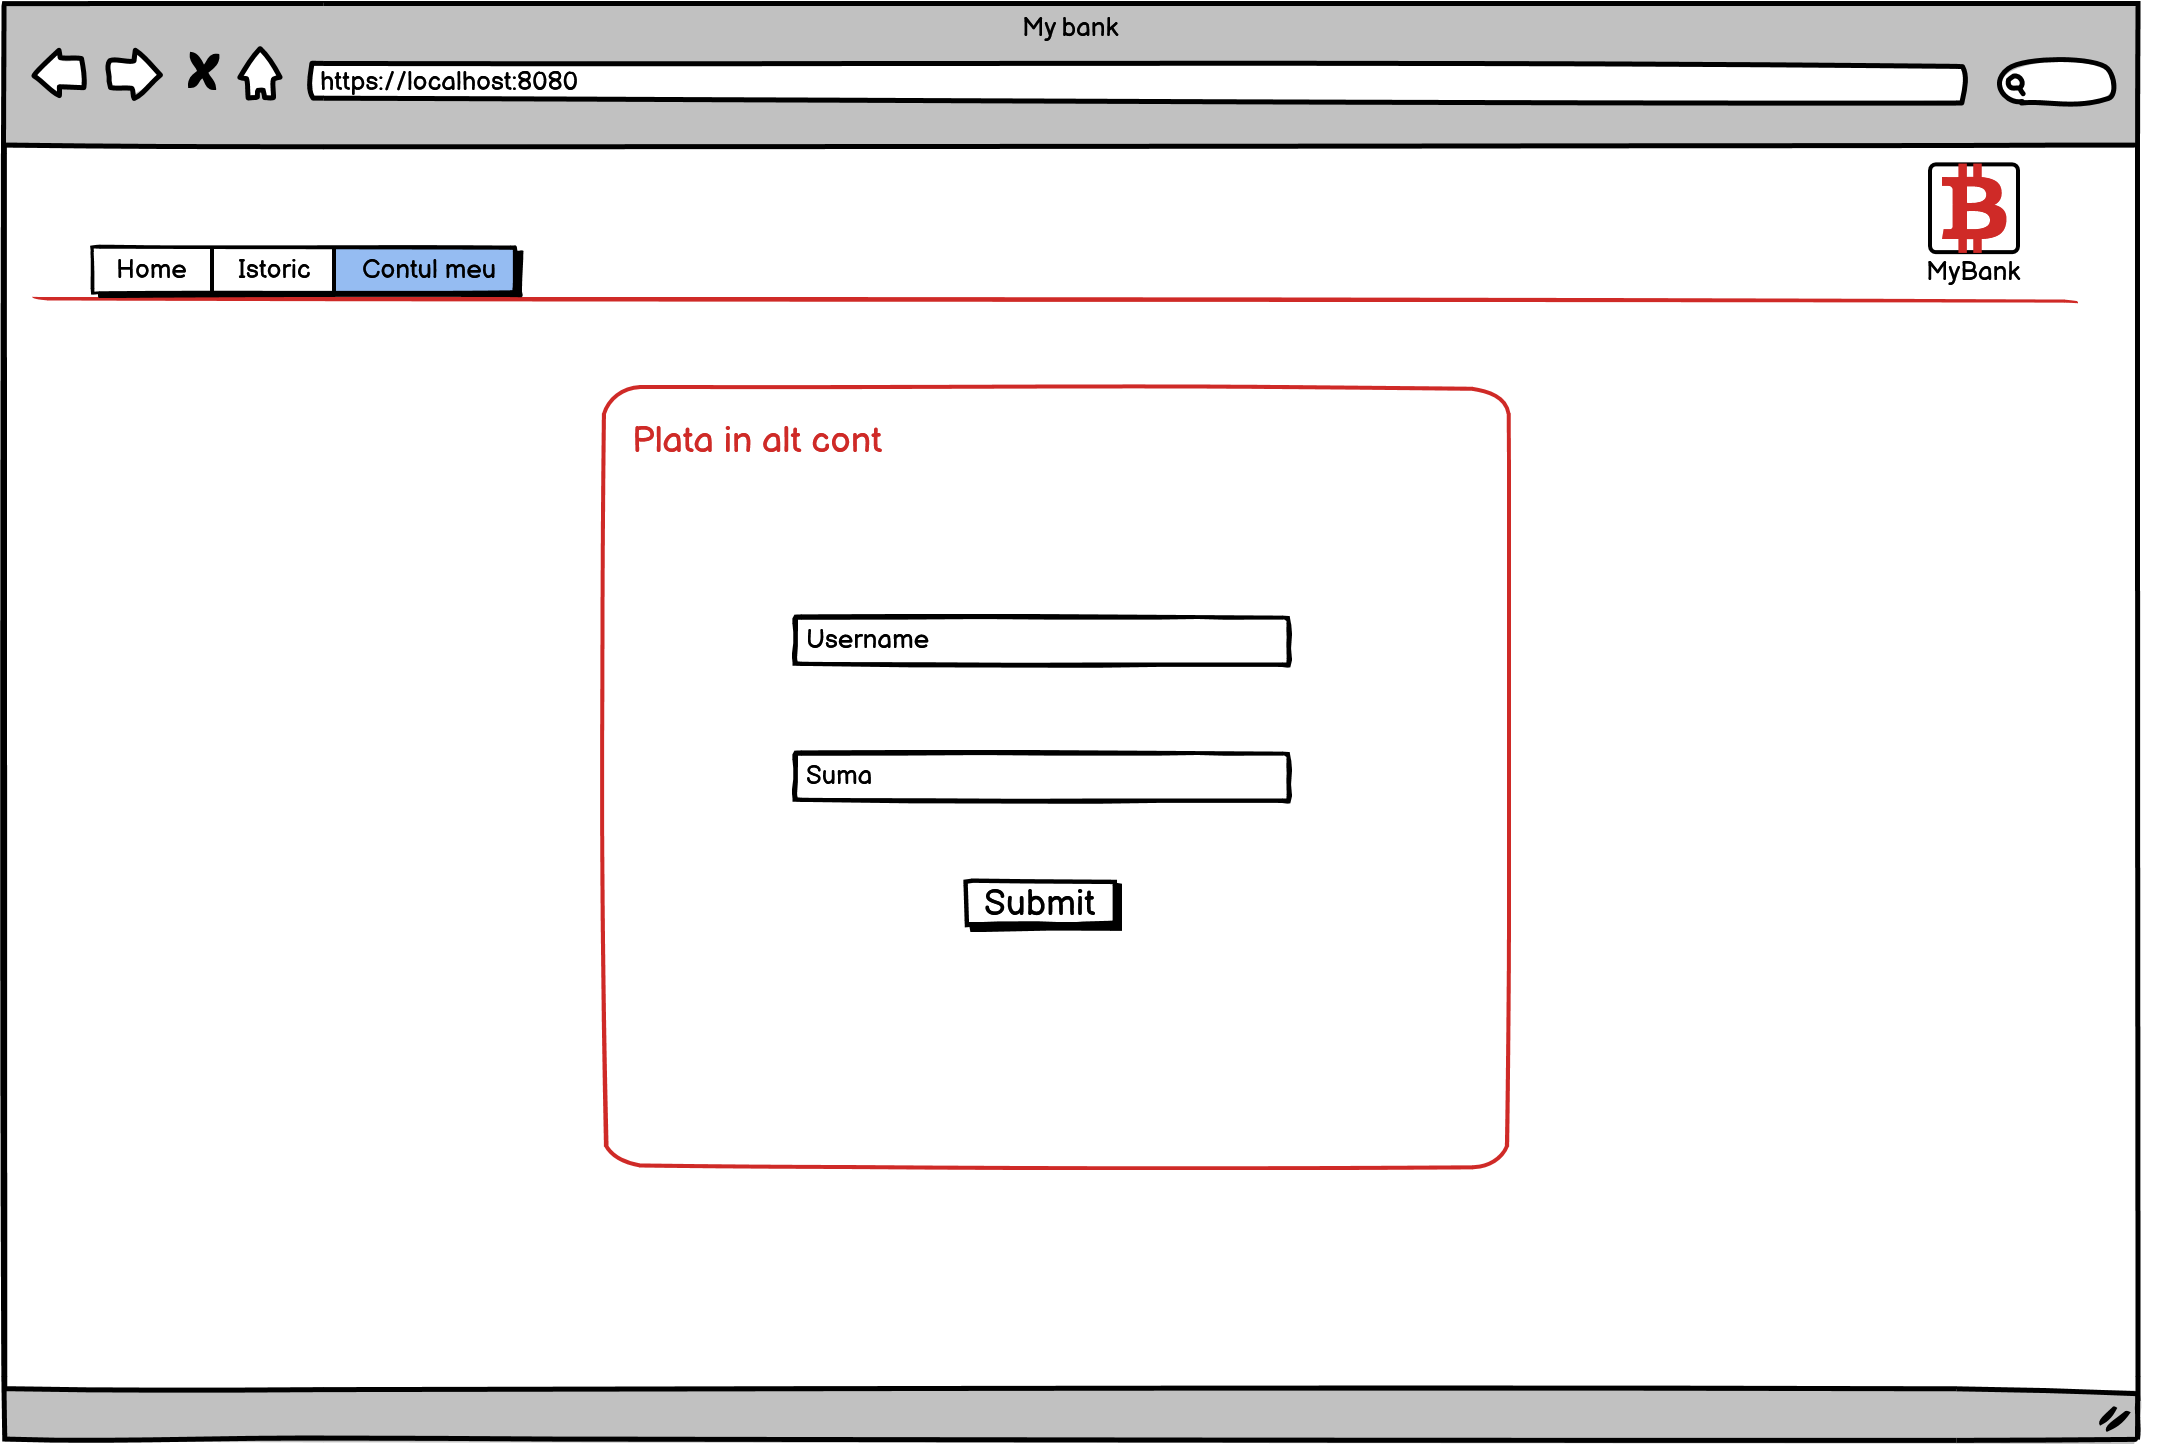 My bank
https://localhost:8080
MyBank
Home Istoric Contul meu
Plata in alt cont
Username
Suma
Submit